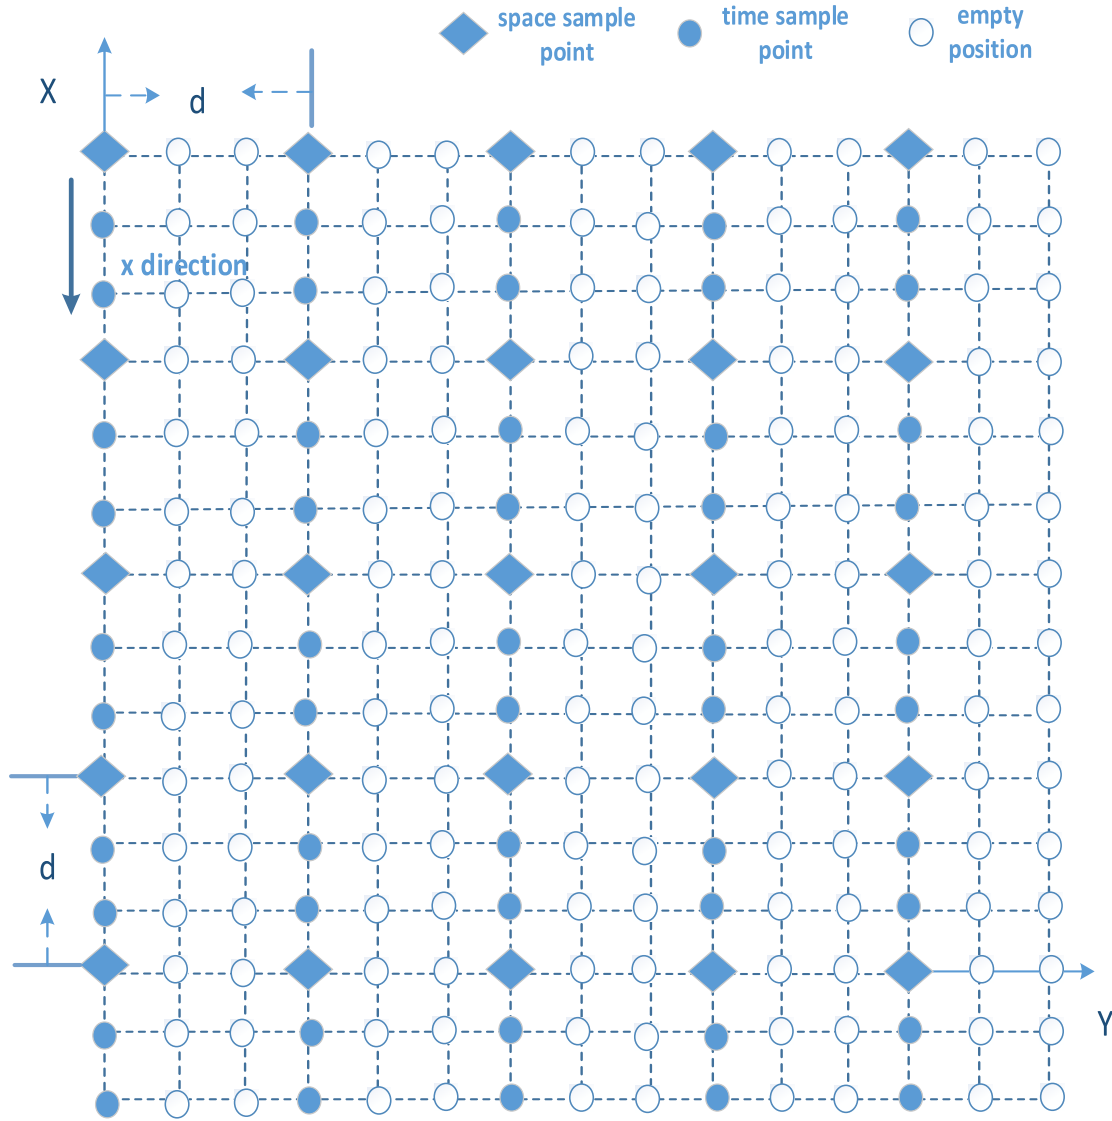 space sample
point
time sample
point
empty
position
X
d
x direction
d
Y